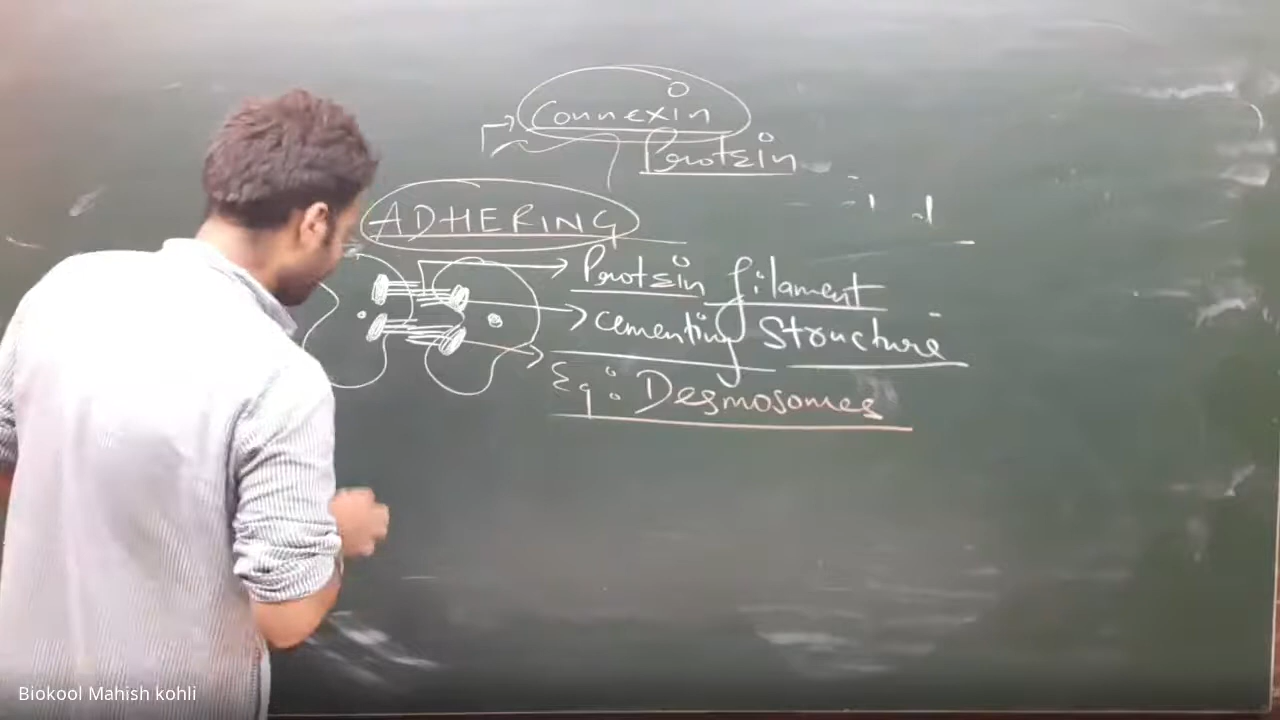 Connexin
Protein
ADHERING
Protein filament
cementing Structure
Eg: Desmosomes
Biokool Mahish kohli